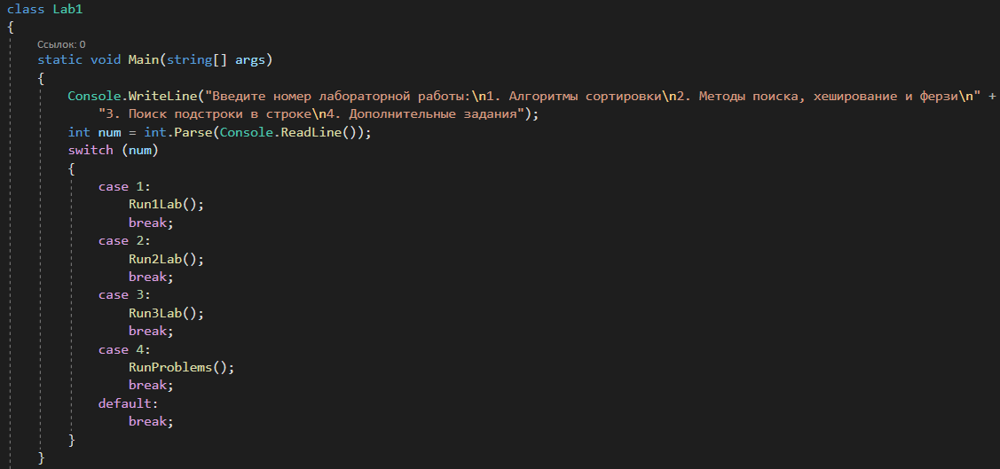 class Lab1
{
Ссылок: 0
static void Main(string[] args)
{
Console.WriteLine("Введите номер лабораторной работы:\n1. Алгоритмы сортировки\n2. Методы поиска, хеширование и ферзи\n" +
"3. Поиск подстроки в строке\n4. Дополнительные задания");
int num = int.Parse(Console.ReadLine());
switch (num)
{
case 1:
Run1Lab();
break;
case 2:
Run2Lab();
break;
case 3:
Run3Lab();
break;
case 4:
RunProblems();
break;
default:
break;
}
}